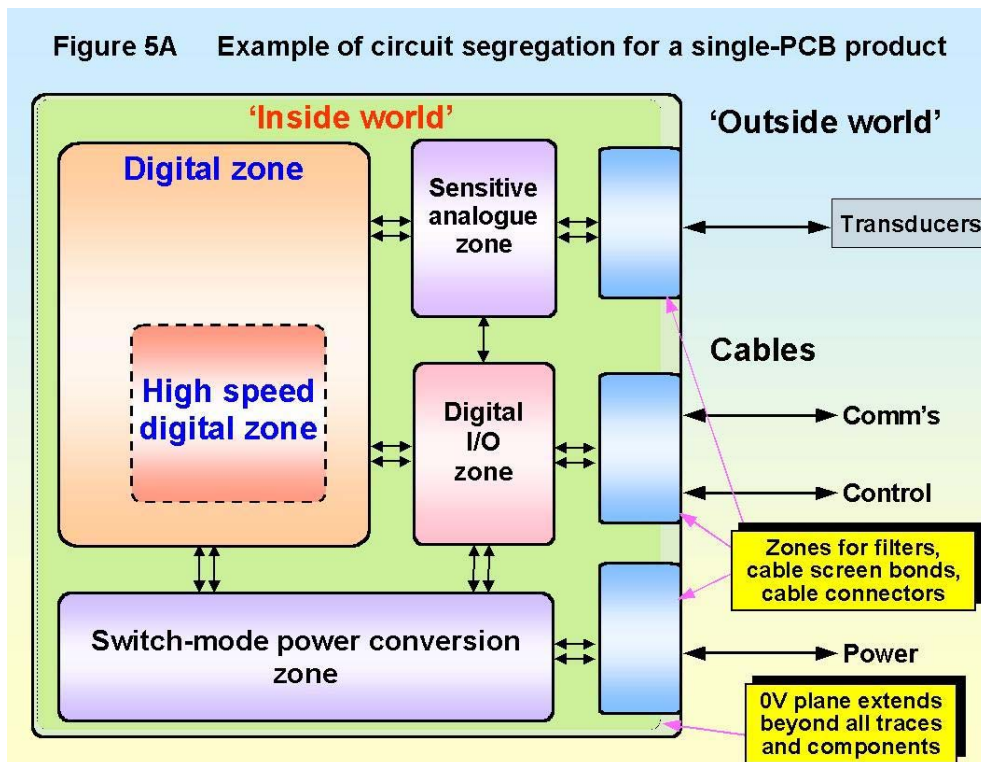 Figure 5A Example of circuit segregation for a single-PCB product
‘Inside world’
‘Outside world’
Digital zone
Sensitive
analogue
zone
Transducers
High speed
digital zone
Digital
I/O
zone
Cables
Comm's
Control
Zones for filters,
cable screen bonds,
cable connectors
Switch-mode power conversion
zone
Power
0V plane extends
beyond all traces
and components